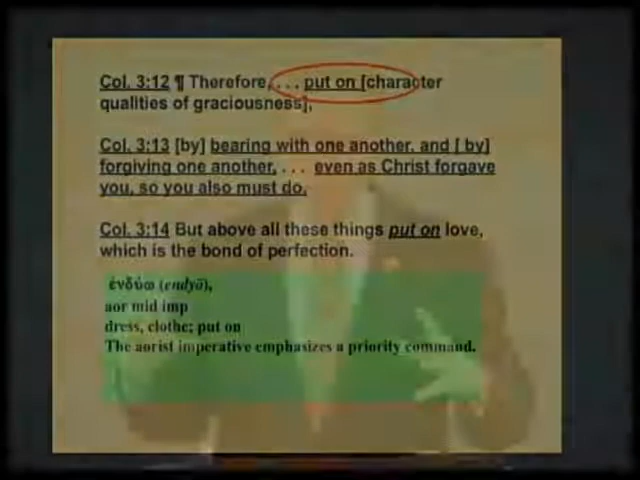 Col. 3:12 ¶ Therefore, . . . put on [character
qualities of graciousness],
Col. 3:13 [by] bearing with one another, and [ by]
forgiving one another, . . . even as Christ forgave
you, so you also must do.
Col. 3:14 But above all these things put on love,
which is the bond of perfection.
ἐνδύω (endyō),
aor mid imp
dress, clothe; put on
The aorist imperative emphasizes a priority command.